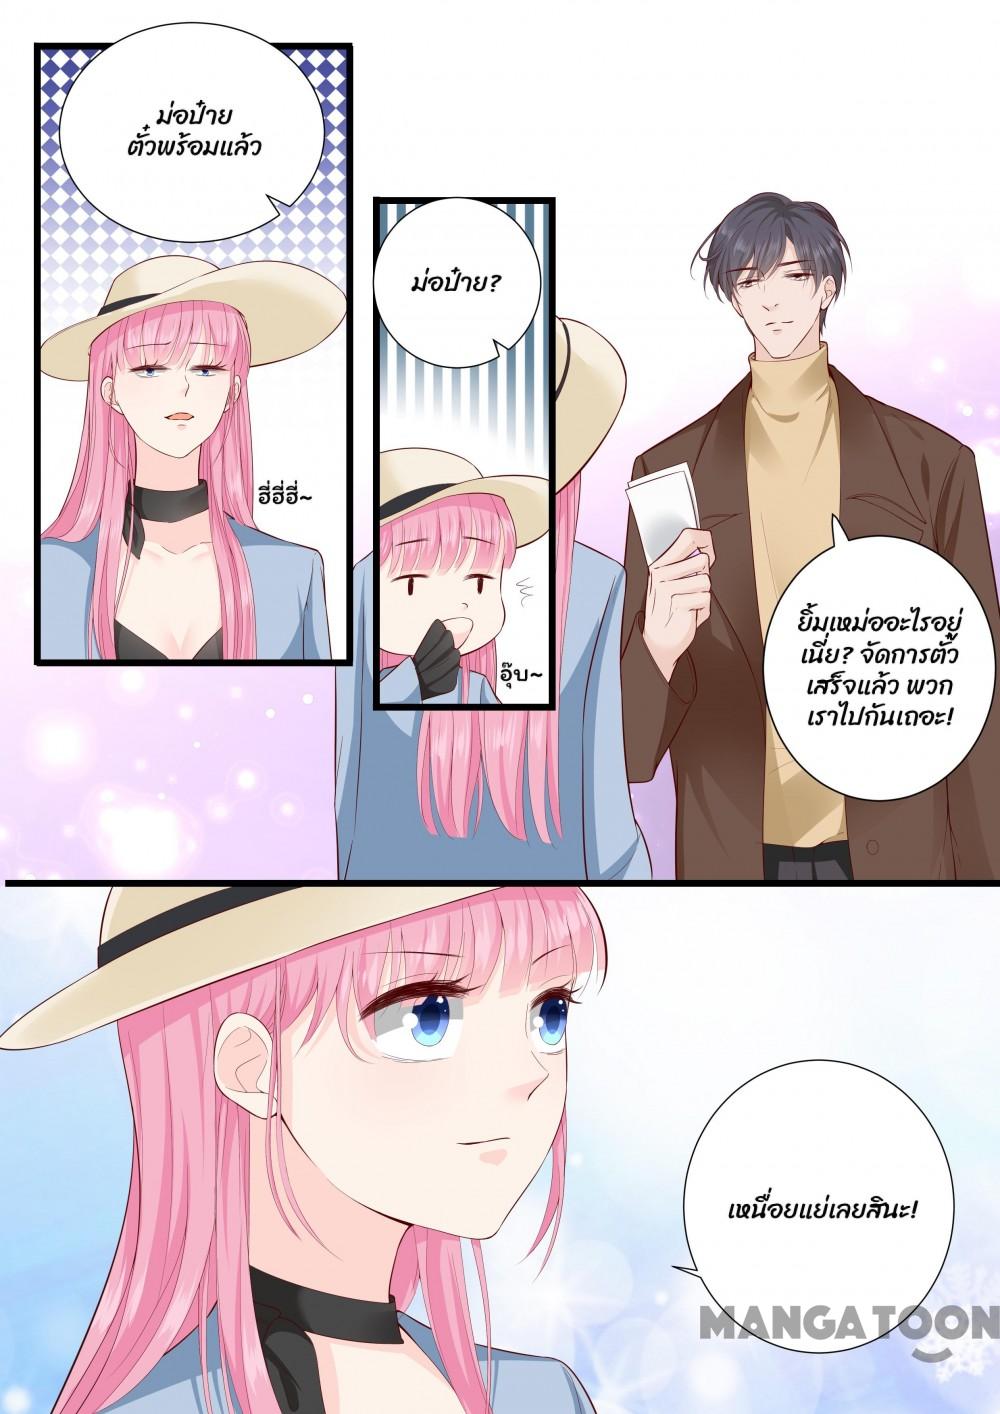 ม่อป๋าย
ตั๋วพร้อมแล้ว
ฮี่ฮี่ฮี่~
ม่อป๋าย?
อุ๊บ~
ยิ้มเหม่ออะไรอยู่
เนี่ย? จัดการตั๋ว
เสร็จแล้ว พวก
เราไปกันเถอะ!
เหนื่อยแย่เลยสินะ!
MANGATOON